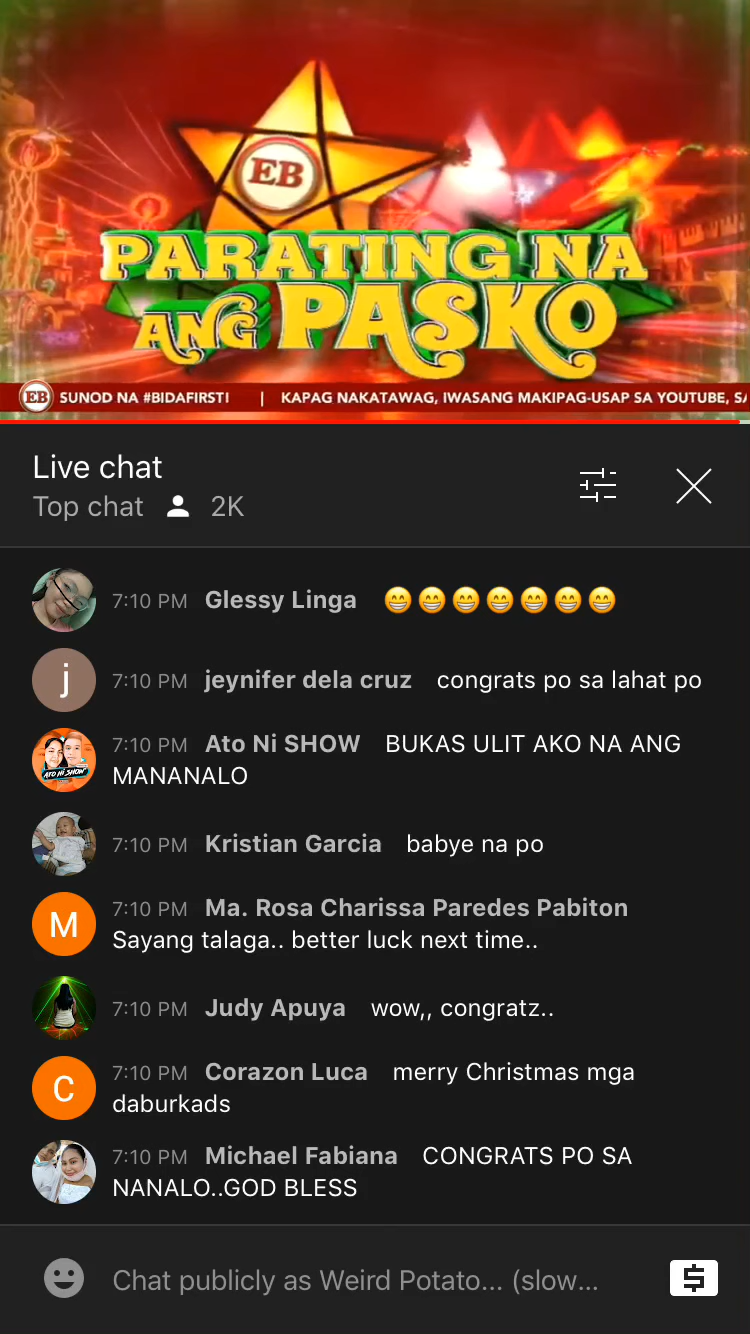 EB
PARATING NA
ANG PASKO
EB SUNOD NA #BIDAFIRST! | KAPAG NAKATAWAG, IWASANG MAKIPAG-USAP SA YOUTUBE,
Live chat
Top chat 2K
7:10 PM Glessy Linga 😁😁😁😁😁😁😁
j 7:10 PM jeynifer dela cruz congrats po sa lahat po
7:10 PM Ato Ni SHOW BUKAS ULIT AKO NA ANG
ATO NI SHOW MANANALO
7:10 PM Kristian Garcia babye na po
M 7:10 PM Ma. Rosa Charissa Paredes Pabiton
Sayang talaga.. better luck next time..
7:10 PM Judy Apuya wow,, congratz..
C 7:10 PM Corazon Luca merry Christmas mga
daburkads
7:10 PM Michael Fabiana CONGRATS PO SA
NANALO..GOD BLESS
Chat publicly as Weird Potato... (slow... $